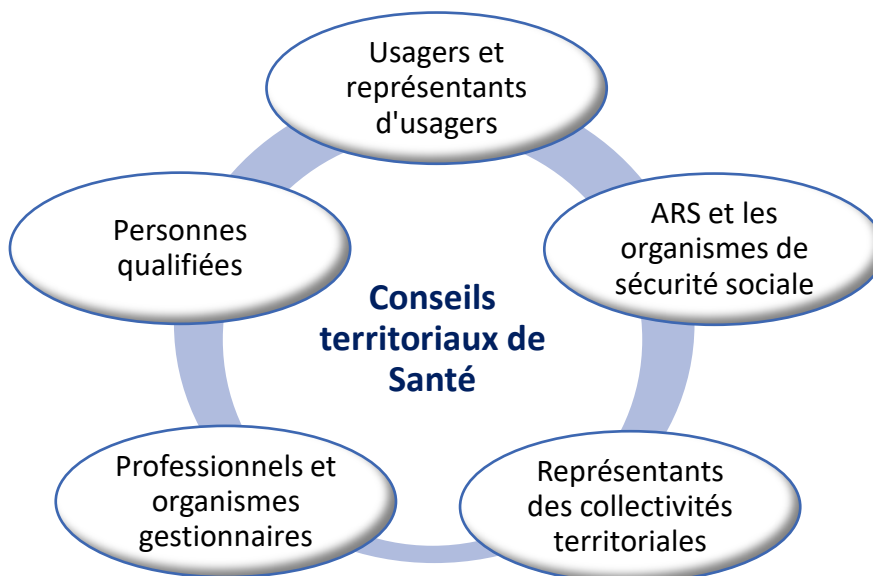 Usagers et
représentants
d'usagers
ARS et les
organismes de
sécurité sociale
Personnes
qualifiées
Conseils
territoriaux de
Santé
Professionnels et
organismes
gestionnaires
Représentants
des collectivités
territoriales